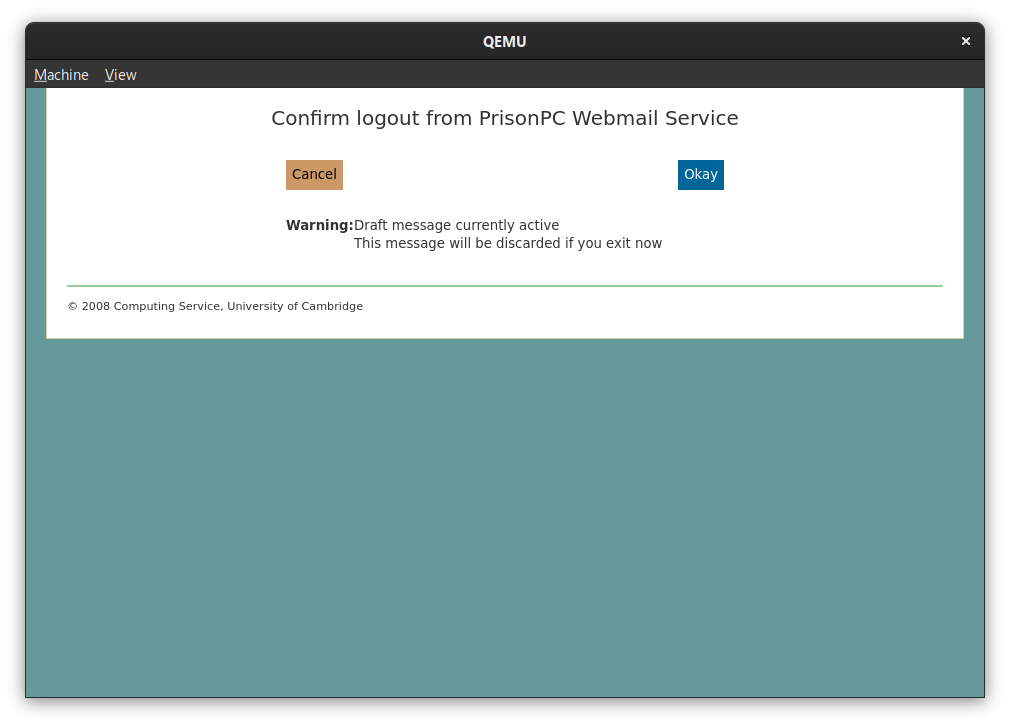 QEMU
Machine View
Confirm logout from PrisonPC Webmail Service
Cancel Okay
Warning: Draft message currently active
This message will be discarded if you exit now
© 2008 Computing Service, University of Cambridge